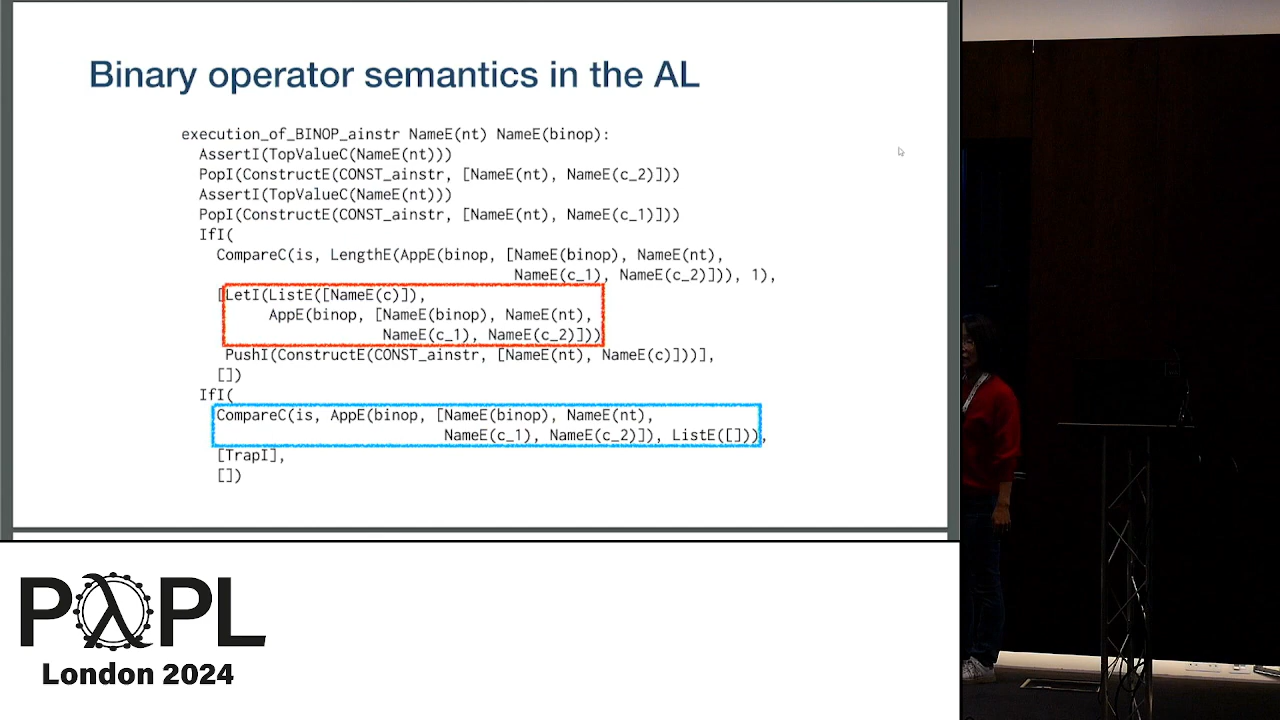 Binary operator semantics in the AL
execution_of_BINOP_ainstr NameE(nt) NameE(binop):
AssertI(TopValueC(NameE(nt)))
PopI(ConstructE(CONST_ainstr, [NameE(nt), NameE(c_2)]))
AssertI(TopValueC(NameE(nt)))
PopI(ConstructE(CONST_ainstr, [NameE(nt), NameE(c_1)]))
IfI(
CompareC(is, LengthE(AppE(binop, [NameE(binop), NameE(nt),
NameE(c_1), NameE(c_2)])), 1),
[LetI(ListE([NameE(c)]),
AppE(binop, [NameE(binop), NameE(nt),
NameE(c_1), NameE(c_2)]))
PushI(ConstructE(CONST_ainstr, [NameE(nt), NameE(c)]))],
[])
IfI(
CompareC(is, AppE(binop, [NameE(binop), NameE(nt),
NameE(c_1), NameE(c_2)]), ListE([])),
[TrapI],
[])
PλPL
London 2024